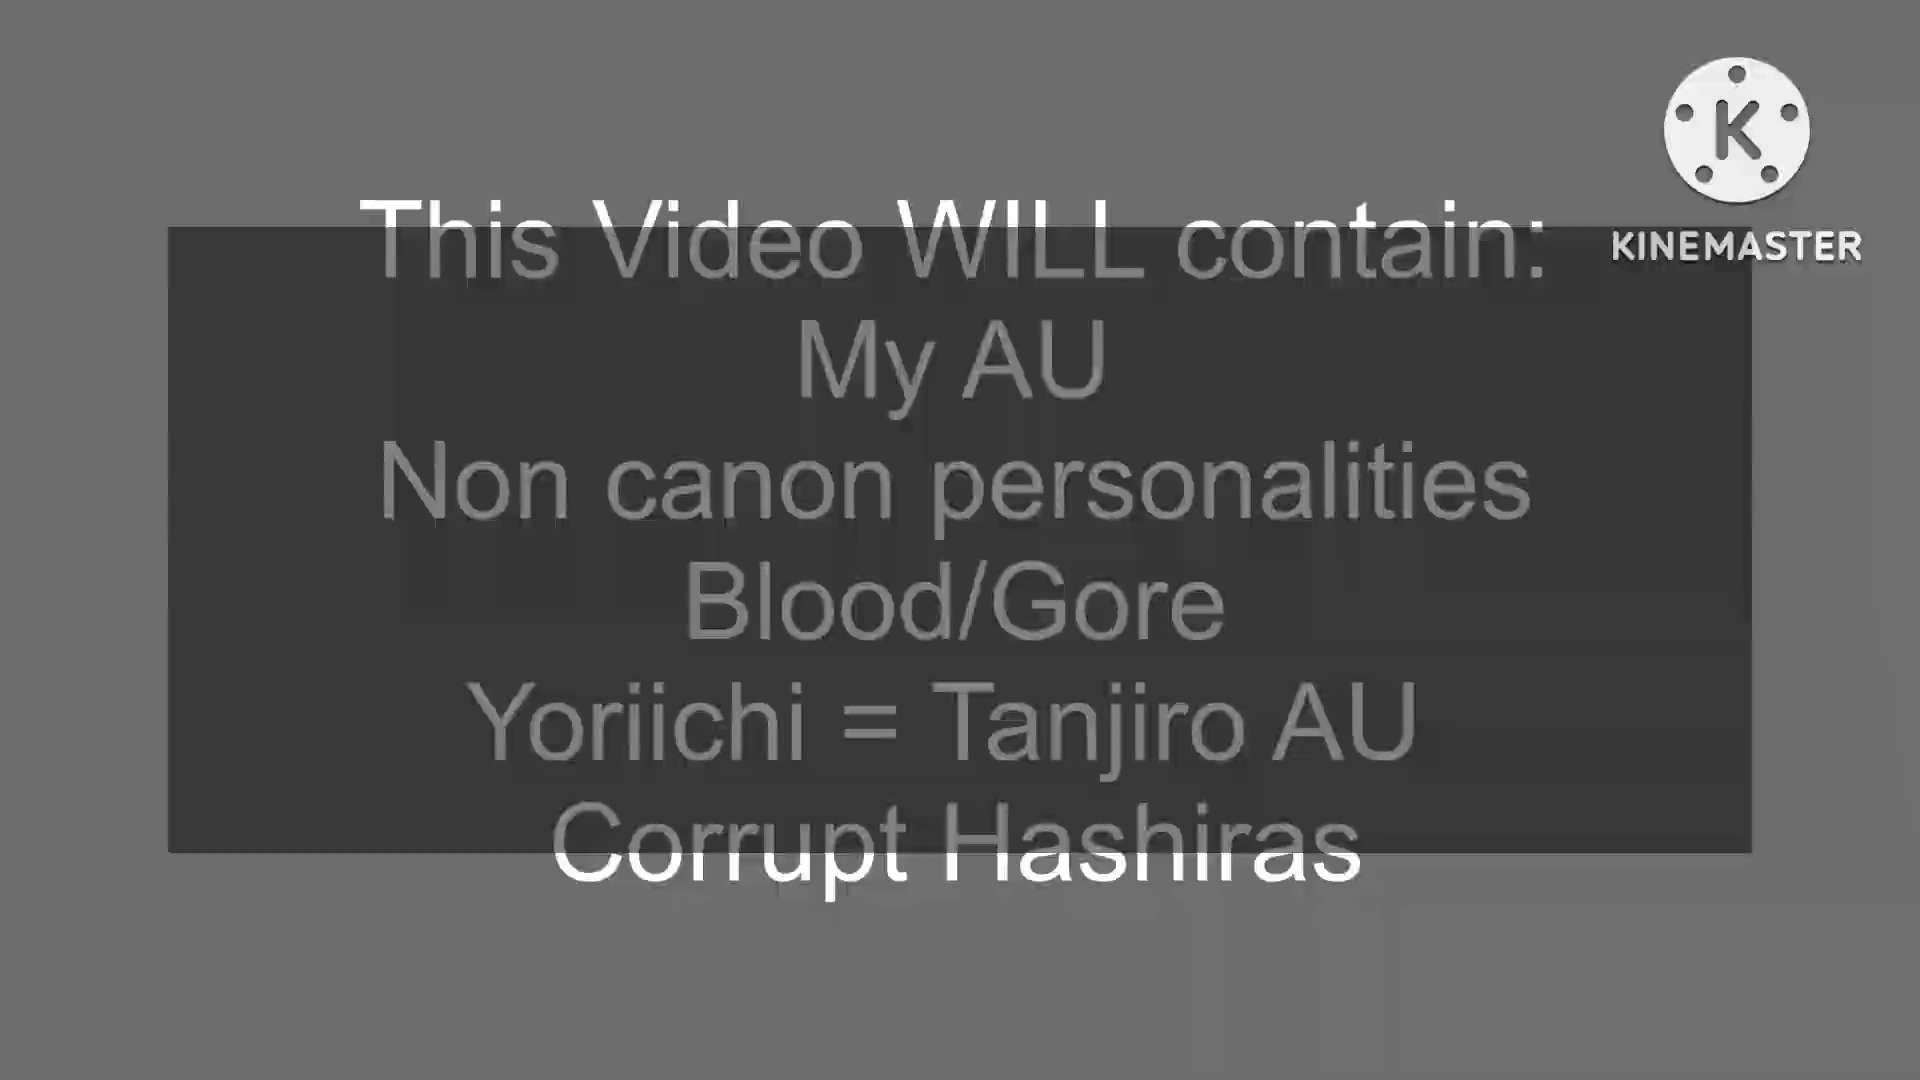 This Video WILL contain:
My AU
Non canon personalities
Blood/Gore
Yoriichi = Tanjiro AU
Corrupt Hashiras
K
KINEMASTER